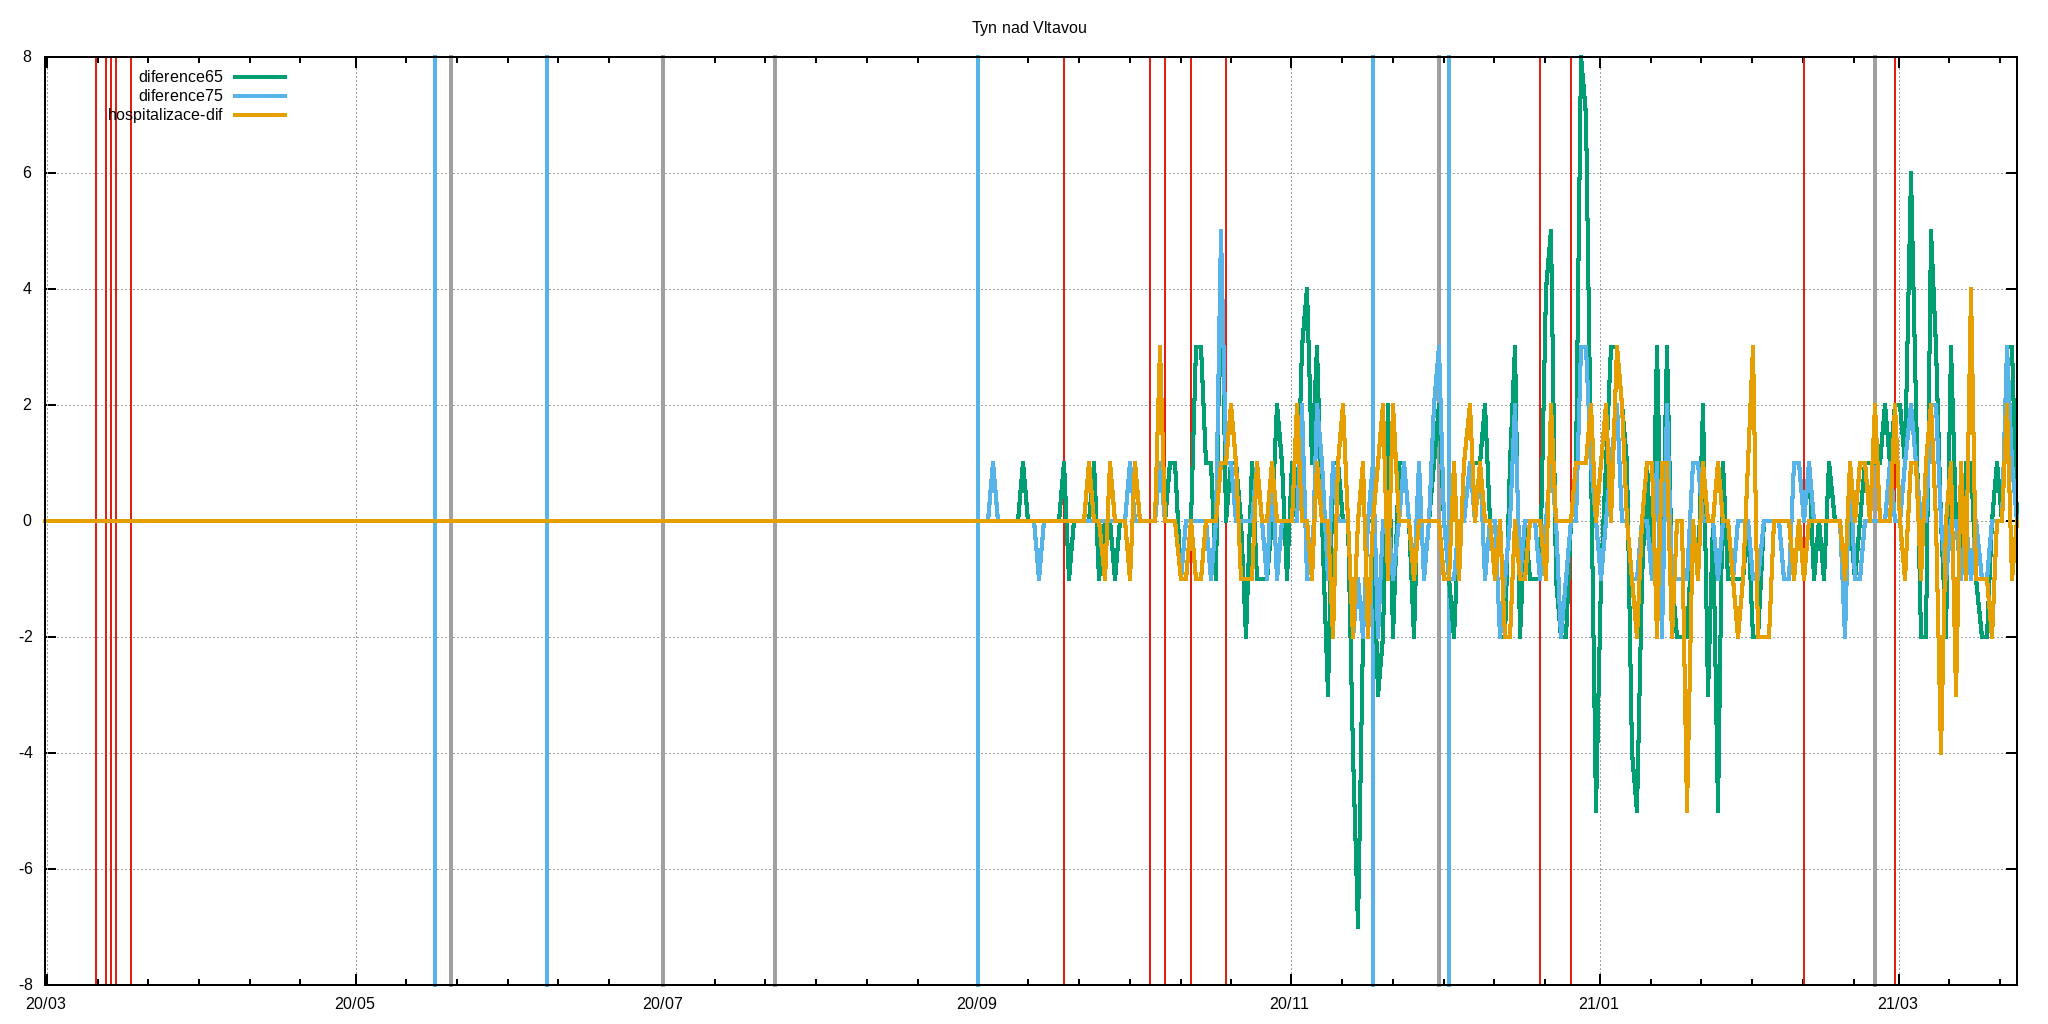 Tyn nad Vltavou
diference65
diference75
hospitalizace-dif
8
6
4
2
0
-2
-4
-6
-8
20/03 20/05 20/07 20/09 20/11 21/01 21/03